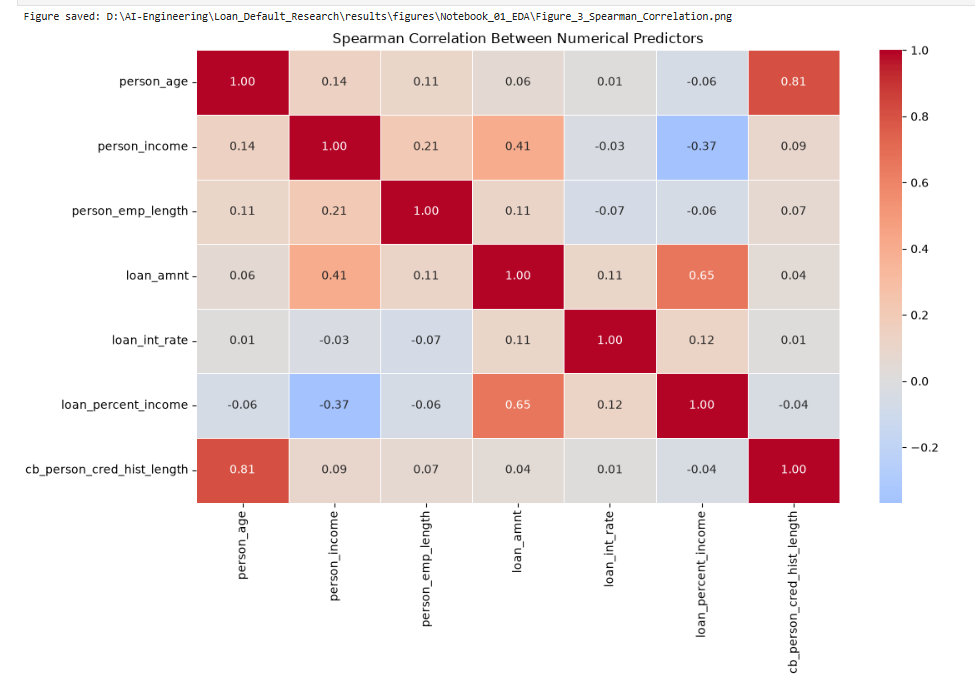 Figure saved: D:\AI-Engineering\Loan_Default_Research\results\figures\Notebook_01_EDA\Figure_3_Spearman_Correlation.png
Spearman Correlation Between Numerical Predictors
person_age 1.00 0.14 0.11 0.06 0.01 -0.06 0.81
person_income 0.14 1.00 0.21 0.41 -0.03 -0.37 0.09
person_emp_length 0.11 0.21 1.00 0.11 -0.07 -0.06 0.07
loan_amnt 0.06 0.41 0.11 1.00 0.11 0.65 0.04
loan_int_rate 0.01 -0.03 -0.07 0.11 1.00 0.12 0.01
loan_percent_income -0.06 -0.37 -0.06 0.65 0.12 1.00 -0.04
cb_person_cred_hist_length 0.81 0.09 0.07 0.04 0.01 -0.04 1.00
person_age
person_income
person_emp_length
loan_amnt
loan_int_rate
loan_percent_income
cb_person_cred_hist_length
1.0
0.8
0.6
0.4
0.2
0.0
−0.2